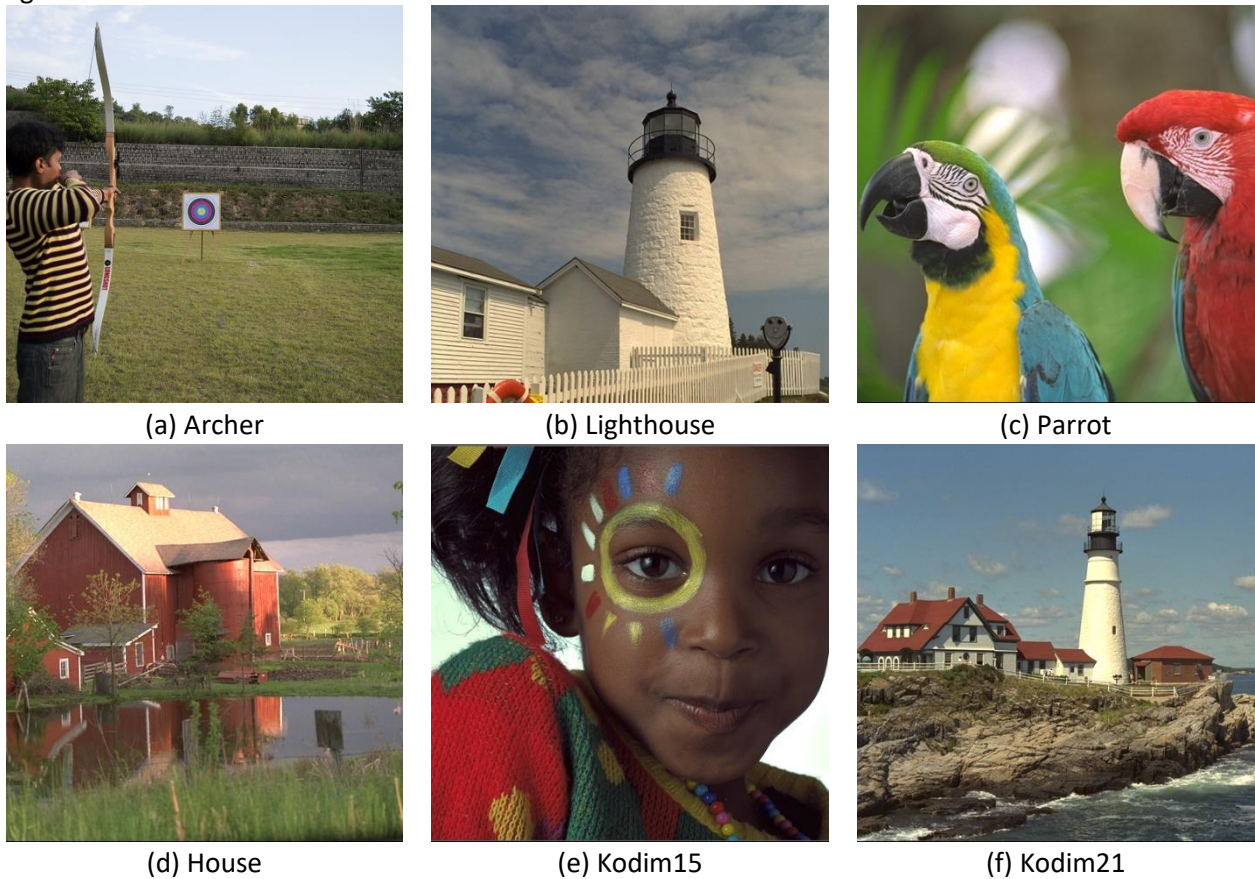 (a) Archer
(b) Lighthouse
(c) Parrot
(d) House
(e) Kodim15
(f) Kodim21